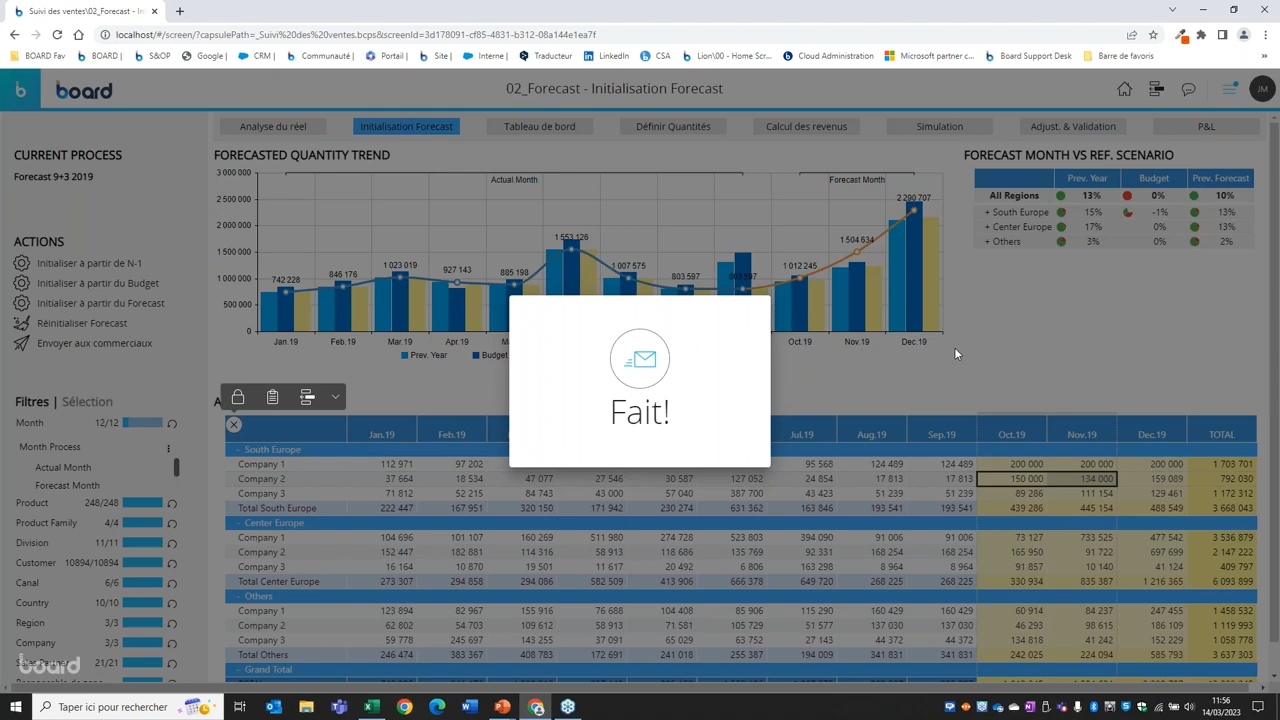 Suivi des ventes\02_Forecast - In
localhost/#/screen/?capsulePath=_Suivi%20des%20ventes.bcps&screenId=3d178091-cf85-4831-b312-08a144e1ea7f
BOARD Fav BOARD | S&OP Google | CRM | Communauté | Portail | Site | Interne | Traducteur LinkedIn CSA Lion\00 - Home Scr... Cloud Administration Microsoft partner c... Board Support Desk Barre de favoris
b board 02_Forecast - Initialisation Forecast JM
Analyse du réel Initialisation Forecast Tableau de bord Définir Quantités Calcul des revenus Simulation Adjust. & Validation P&L
CURRENT PROCESS
Forecast 9+3 2019
ACTIONS
Initialiser à partir de N-1
Initialiser à partir du Budget
Initialiser à partir du Forecast
Réinitialiser Forecast
Envoyer aux commerciaux
FORECASTED QUANTITY TREND
3 000 000
2 500 000
2 000 000
1 500 000
1 000 000
500 000
0
Actual Month Forecast Month
742 228 846 176 1 023 019 927 143 885 198 1 553 126 1 007 575 803 597 803 597 1 012 245 1 504 634 2 290 707
Jan.19 Feb.19 Mar.19 Apr.19 Oct.19 Nov.19 Dec.19
Prev. Year Budget
FORECAST MONTH VS REF. SCENARIO
Prev. Year Budget Prev. Forecast
All Regions 13% 0% 10%
+ South Europe 15% -1% 13%
+ Center Europe 17% 0% 13%
+ Others 3% 0% 2%
Fait!
Filtres | Sélection
Month 12/12
Month Process
Actual Month
Forecast Month
Product 248/248
Product Family 4/4
Division 11/11
Customer 10894/10894
Canal 6/6
Country 10/10
Region 3/3
Company 3/3
21/21
board
Jan.19 Feb.19 Jul.19 Aug.19 Sep.19 Oct.19 Nov.19 Dec.19 TOTAL
- South Europe
Company 1 112 971 97 202 95 568 124 489 124 489 200 000 200 000 200 000 1 703 701
Company 2 37 664 18 534 47 077 27 546 30 587 127 052 24 854 17 813 17 813 150 000 134 000 159 089 792 030
Company 3 71 812 52 215 84 743 43 000 57 040 387 700 43 423 51 239 51 239 89 286 111 154 129 461 1 172 312
Total South Europe 222 447 167 951 320 150 171 942 230 274 631 362 163 846 193 541 193 541 439 286 445 154 488 549 3 668 043
- Center Europe
Company 1 104 696 101 107 160 269 511 980 274 728 523 803 394 090 91 006 91 006 73 127 733 525 477 542 3 536 879
Company 2 152 447 182 881 114 316 58 913 118 686 135 769 92 331 168 254 168 254 165 950 91 722 697 699 2 147 222
Company 3 16 164 10 870 19 501 11 617 20 492 6 806 163 298 8 964 8 964 91 857 10 140 41 124 409 797
Total Center Europe 273 307 294 858 294 086 582 509 413 906 666 378 649 720 268 225 268 225 330 934 835 387 1 216 365 6 093 899
- Others
Company 1 123 894 82 967 155 916 76 688 104 408 85 906 115 290 159 470 159 470 60 914 84 237 247 455 1 458 532
Company 2 62 802 54 703 109 612 58 913 71 581 105 729 13 710 137 030 137 030 46 293 98 615 186 109 1 119 993
Company 3 59 778 245 697 143 255 37 091 65 029 63 752 124 718 44 372 44 372 134 818 41 242 152 229 1 058 778
Total Others 246 474 383 367 408 783 172 691 241 018 255 387 194 009 341 831 341 831 242 025 224 094 585 793 3 637 303
- Grand Total
Taper ici pour rechercher
11:56
14/03/2023